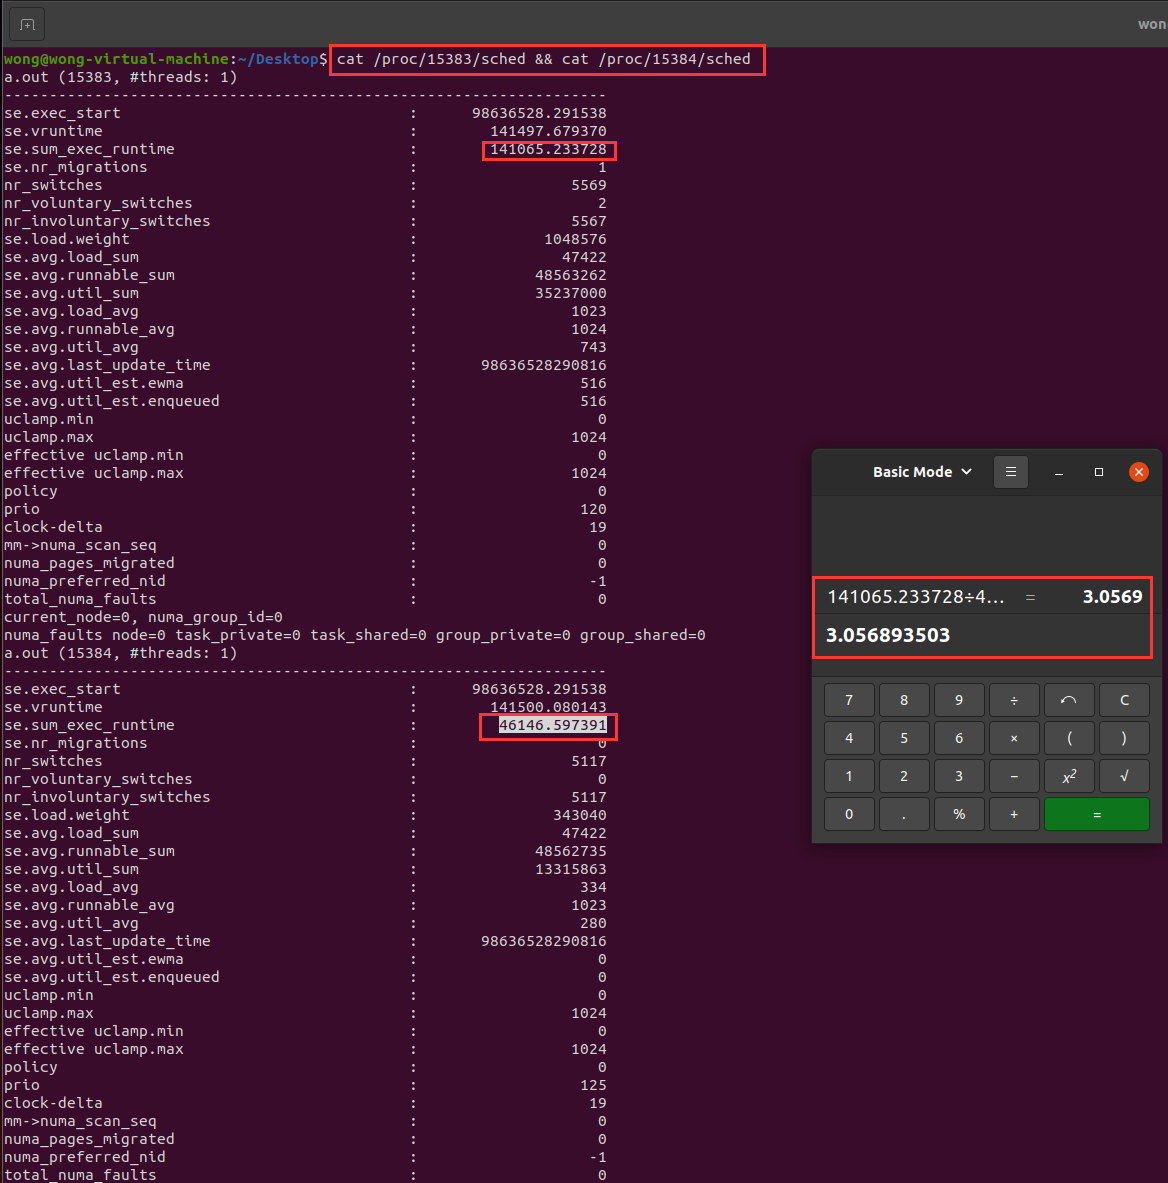 won
wong@wong-virtual-machine:~/Desktop$ cat /proc/15383/sched && cat /proc/15384/sched
a.out (15383, #threads: 1)
-------------------------------------------------------------------
se.exec_start                                :      98636528.291538
se.vruntime                                  :        141497.679370
se.sum_exec_runtime                          :        141065.233728
se.nr_migrations                             :                    1
nr_switches                                  :                 5569
nr_voluntary_switches                        :                    2
nr_involuntary_switches                      :                 5567
se.load.weight                               :              1048576
se.avg.load_sum                              :                47422
se.avg.runnable_sum                          :             48563262
se.avg.util_sum                              :             35237000
se.avg.load_avg                              :                 1023
se.avg.runnable_avg                          :                 1024
se.avg.util_avg                              :                  743
se.avg.last_update_time                      :       98636528290816
se.avg.util_est.ewma                         :                  516
se.avg.util_est.enqueued                     :                  516
uclamp.min                                   :                    0
uclamp.max                                   :                 1024
effective uclamp.min                         :                    0
effective uclamp.max                         :                 1024
policy                                       :                    0
prio                                         :                  120
clock-delta                                  :                   19
mm->numa_scan_seq                            :                    0
numa_pages_migrated                          :                    0
numa_preferred_nid                           :                   -1
total_numa_faults                            :                    0
current_node=0, numa_group_id=0
numa_faults node=0 task_private=0 task_shared=0 group_private=0 group_shared=0
a.out (15384, #threads: 1)
-------------------------------------------------------------------
se.exec_start                                :      98636528.291538
se.vruntime                                  :        141500.080143
se.sum_exec_runtime                          :         46146.597391
se.nr_migrations                             :                    0
nr_switches                                  :                 5117
nr_voluntary_switches                        :                    0
nr_involuntary_switches                      :                 5117
se.load.weight                               :               343040
se.avg.load_sum                              :                47422
se.avg.runnable_sum                          :             48562735
se.avg.util_sum                              :             13315863
se.avg.load_avg                              :                  334
se.avg.runnable_avg                          :                 1023
se.avg.util_avg                              :                  280
se.avg.last_update_time                      :       98636528290816
se.avg.util_est.ewma                         :                    0
se.avg.util_est.enqueued                     :                    0
uclamp.min                                   :                    0
uclamp.max                                   :                 1024
effective uclamp.min                         :                    0
effective uclamp.max                         :                 1024
policy                                       :                    0
prio                                         :                  125
clock-delta                                  :                   19
mm->numa_scan_seq                            :                    0
numa_pages_migrated                          :                    0
numa_preferred_nid                           :                   -1
total_numa_faults                            :                    0
Basic Mode
141065.233728÷4… = 3.0569
3.056893503
7 8 9 ÷ C
4 5 6 × ( )
1 2 3 − x² √
0 . % + =